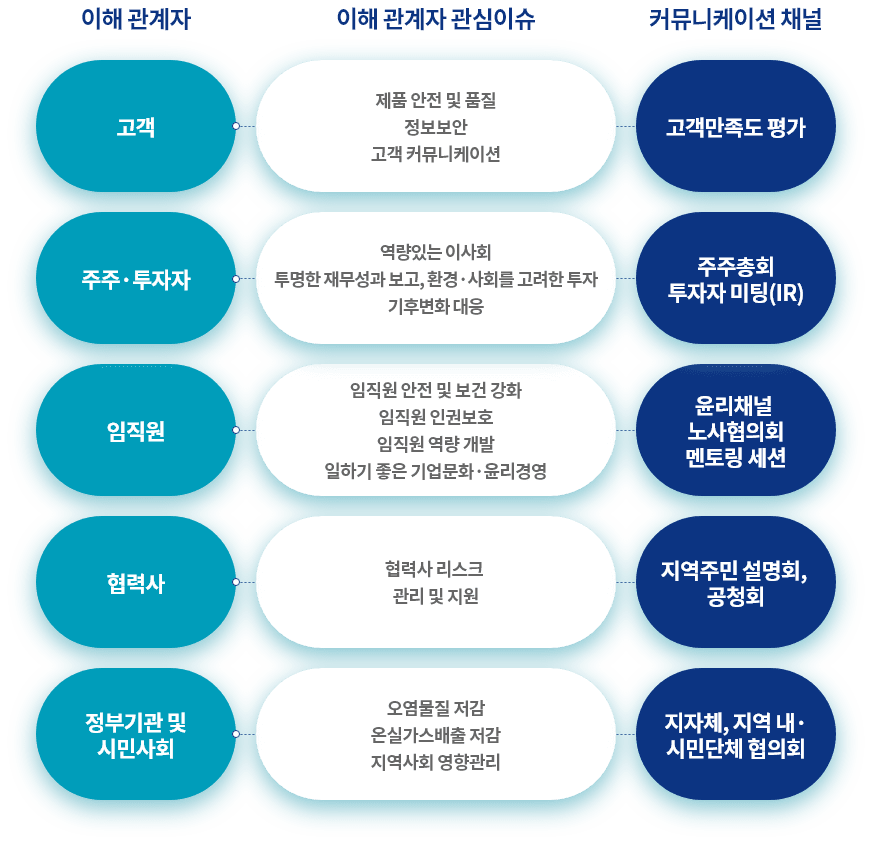 이해 관계자
이해 관계자 관심이슈
커뮤니케이션 채널
고객
제품 안전 및 품질
정보보안
고객 커뮤니케이션
고객만족도 평가
주주·투자자
역량있는 이사회
투명한 재무성과 보고, 환경·사회를 고려한 투자
기후변화 대응
주주총회
투자자 미팅(IR)
임직원
임직원 안전 및 보건 강화
임직원 인권보호
임직원 역량 개발
일하기 좋은 기업문화·윤리경영
윤리채널
노사협의회
멘토링 세션
협력사
협력사 리스크
관리 및 지원
지역주민 설명회,
공청회
정부기관 및
시민사회
오염물질 저감
온실가스배출 저감
지역사회 영향관리
지자체, 지역 내·
시민단체 협의회